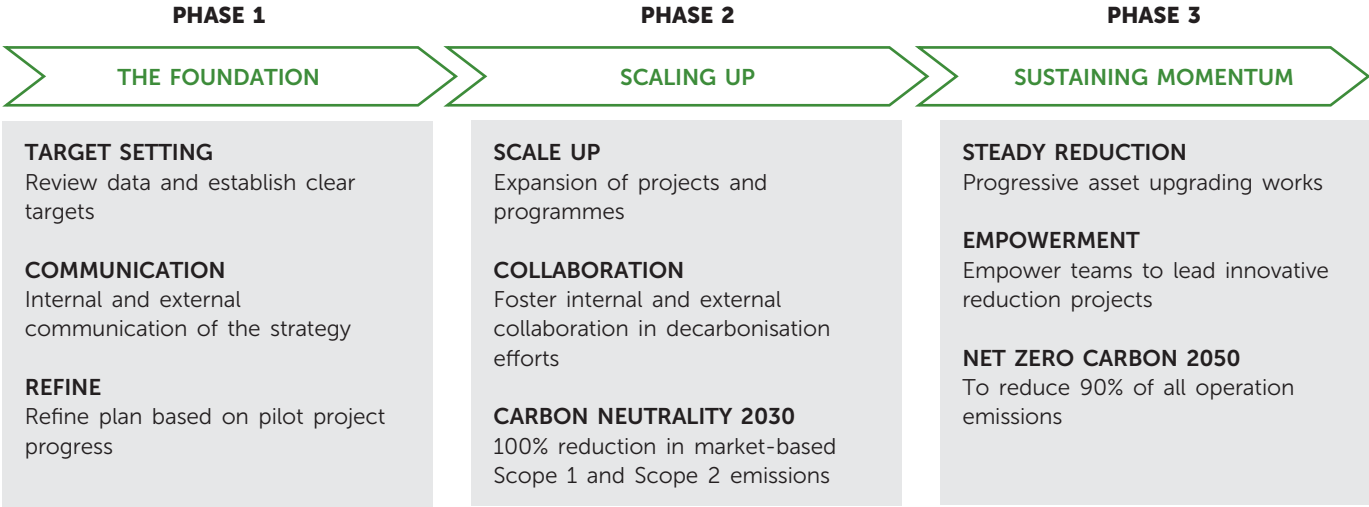 PHASE 1
THE FOUNDATION
TARGET SETTING
Review data and establish clear
targets
COMMUNICATION
Internal and external
communication of the strategy
REFINE
Refine plan based on pilot project
progress
PHASE 2
SCALING UP
SCALE UP
Expansion of projects and
programmes
COLLABORATION
Foster internal and external
collaboration in decarbonisation
efforts
CARBON NEUTRALITY 2030
100% reduction in market-based
Scope 1 and Scope 2 emissions
PHASE 3
SUSTAINING MOMENTUM
STEADY REDUCTION
Progressive asset upgrading works
EMPOWERMENT
Empower teams to lead innovative
reduction projects
NET ZERO CARBON 2050
To reduce 90% of all operation
emissions